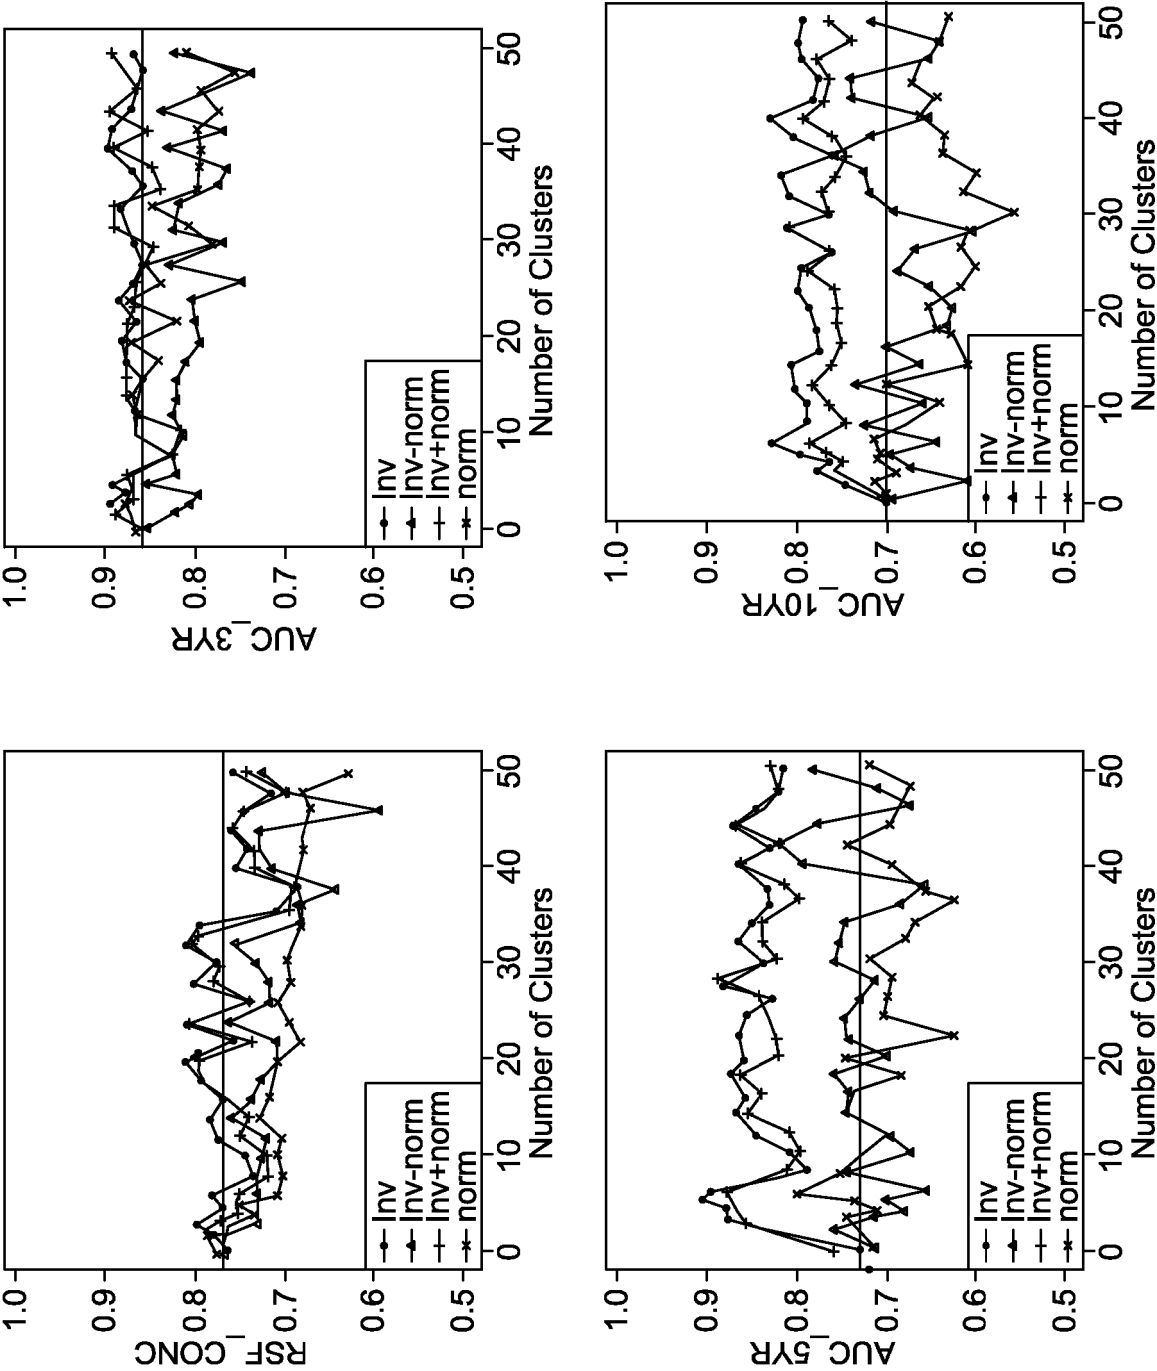 RSF_CONC
1.0
0.9
0.8
0.7
0.6
0.5
Inv
Inv-norm
Inv+norm
norm
0 10 20 30 40 50
Number of Clusters
AUC_3YR
1.0
0.9
0.8
0.7
0.6
0.5
Inv
Inv-norm
Inv+norm
norm
0 10 20 30 40 50
Number of Clusters
AUC_5YR
1.0
0.9
0.8
0.7
0.6
0.5
Inv
Inv-norm
Inv+norm
norm
0 10 20 30 40 50
Number of Clusters
AUC_10YR
1.0
0.9
0.8
0.7
0.6
0.5
Inv
Inv-norm
Inv+norm
norm
0 10 20 30 40 50
Number of Clusters